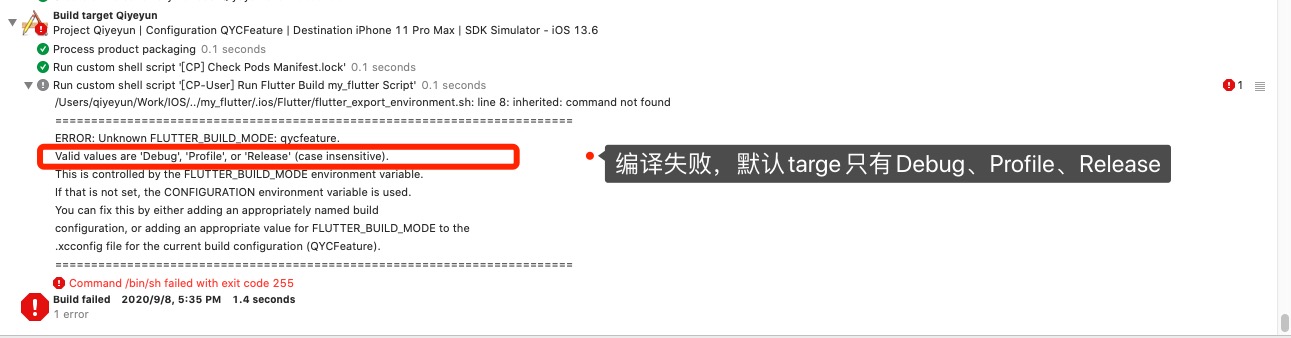 Build target Qiyeyun
Project Qiyeyun | Configuration QYCFeature | Destination iPhone 11 Pro Max | SDK Simulator - iOS 13.6
Process product packaging 0.1 seconds
Run custom shell script '[CP] Check Pods Manifest.lock' 0.1 seconds
Run custom shell script '[CP-User] Run Flutter Build my_flutter Script' 0.1 seconds 1
/Users/qiyeyun/Work/IOS/../my_flutter/.ios/Flutter/flutter_export_environment.sh: line 8: inherited: command not found
========================================================================
ERROR: Unknown FLUTTER_BUILD_MODE: qycfeature.
Valid values are 'Debug', 'Profile', or 'Release' (case insensitive).
编译失败，默认targe只有Debug、Profile、Release
This is controlled by the FLUTTER_BUILD_MODE environment variable.
If that is not set, the CONFIGURATION environment variable is used.
You can fix this by either adding an appropriately named build
configuration, or adding an appropriate value for FLUTTER_BUILD_MODE to the
.xcconfig file for the current build configuration (QYCFeature).
========================================================================
Command /bin/sh failed with exit code 255
Build failed 2020/9/8, 5:35 PM 1.4 seconds
1 error